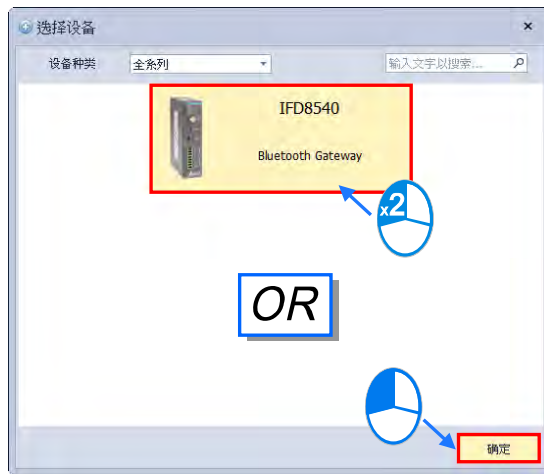 选择设备
设备种类 全系列 输入文字以搜索...
IFD8540
Bluetooth Gateway
x2
OR
确定